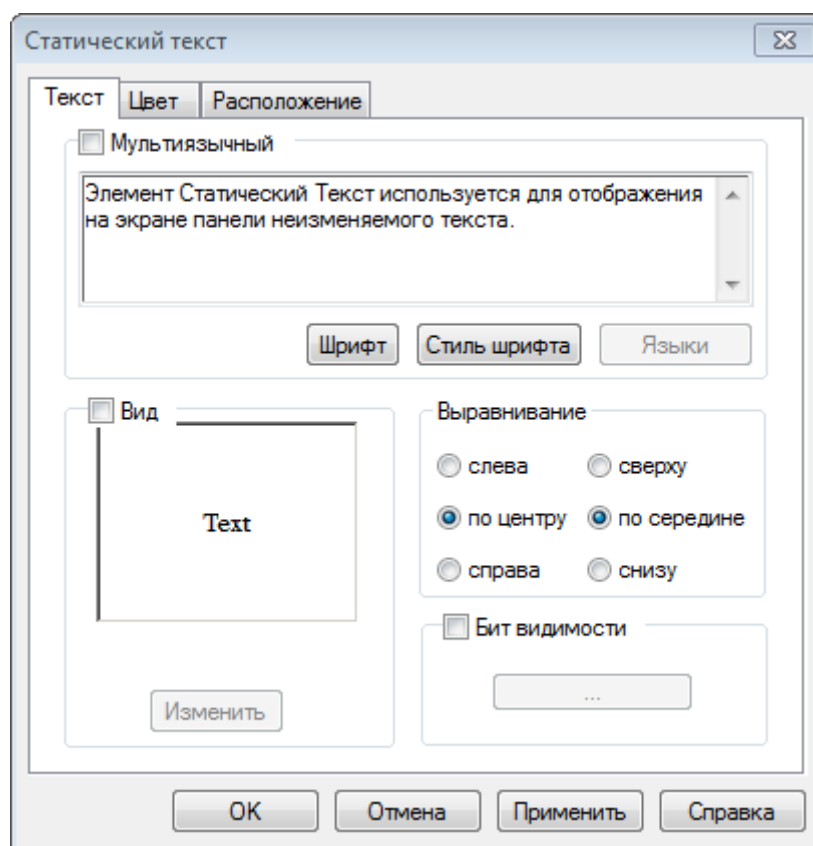 Статический текст
Текст Цвет Расположение
Мультиязычный
Элемент Статический Текст используется для отображения
на экране панели неизменяемого текста.
Шрифт Стиль шрифта Языки
Вид
Text
Изменить
Выравнивание
слева сверху
по центру по середине
справа снизу
Бит видимости
...
OK Отмена Применить Справка